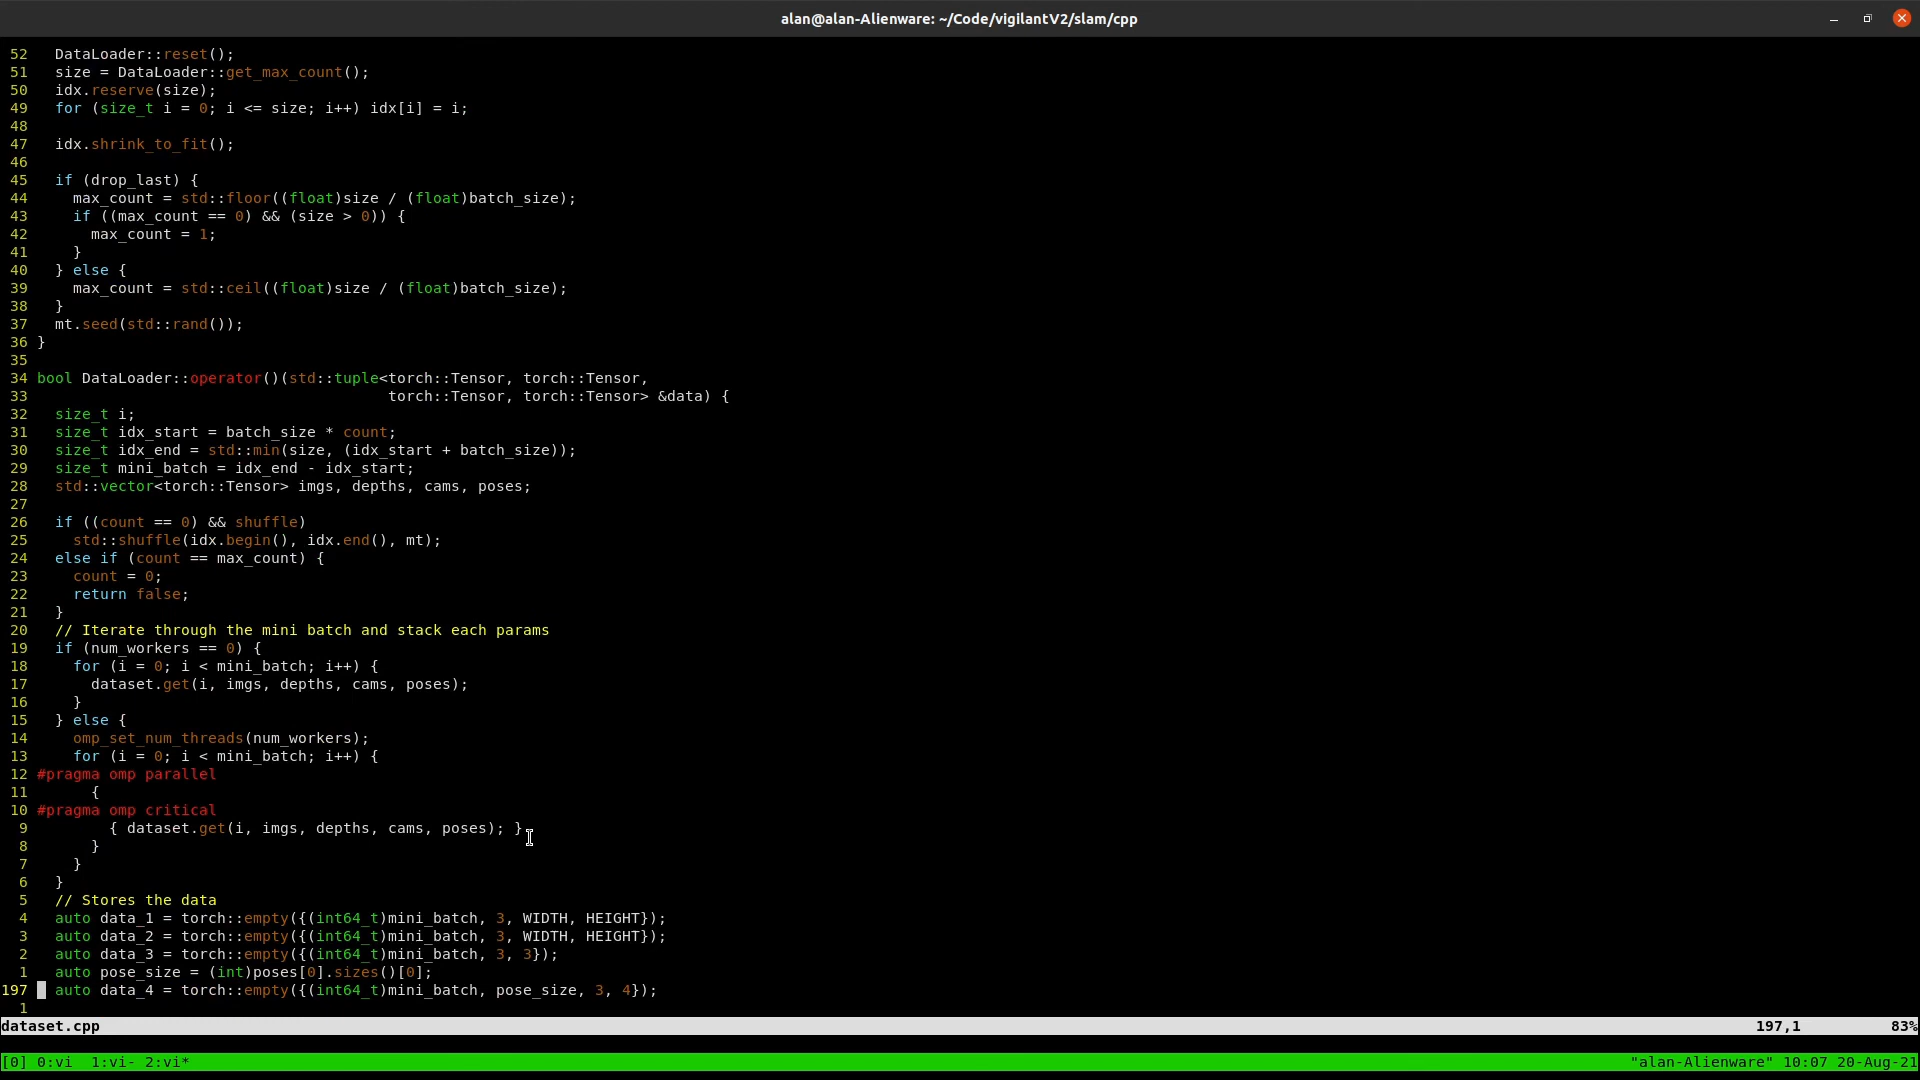 alan@alan-Alienware: ~/Code/vigilantV2/slam/cpp
52   DataLoader::reset();
51   size = DataLoader::get_max_count();
50   idx.reserve(size);
49   for (size_t i = 0; i <= size; i++) idx[i] = i;
48
47   idx.shrink_to_fit();
46
45   if (drop_last) {
44     max_count = std::floor((float)size / (float)batch_size);
43     if ((max_count == 0) && (size > 0)) {
42       max_count = 1;
41     }
40   } else {
39     max_count = std::ceil((float)size / (float)batch_size);
38   }
37   mt.seed(std::rand());
36 }
35
34 bool DataLoader::operator()(std::tuple<torch::Tensor, torch::Tensor,
33                                        torch::Tensor, torch::Tensor> &data) {
32   size_t i;
31   size_t idx_start = batch_size * count;
30   size_t idx_end = std::min(size, (idx_start + batch_size));
29   size_t mini_batch = idx_end - idx_start;
28   std::vector<torch::Tensor> imgs, depths, cams, poses;
27
26   if ((count == 0) && shuffle)
25     std::shuffle(idx.begin(), idx.end(), mt);
24   else if (count == max_count) {
23     count = 0;
22     return false;
21   }
20   // Iterate through the mini batch and stack each params
19   if (num_workers == 0) {
18     for (i = 0; i < mini_batch; i++) {
17       dataset.get(i, imgs, depths, cams, poses);
16     }
15   } else {
14     omp_set_num_threads(num_workers);
13     for (i = 0; i < mini_batch; i++) {
12 #pragma omp parallel
11       {
10 #pragma omp critical
9         { dataset.get(i, imgs, depths, cams, poses); }
8       }
7     }
6   }
5   // Stores the data
4   auto data_1 = torch::empty({(int64_t)mini_batch, 3, WIDTH, HEIGHT});
3   auto data_2 = torch::empty({(int64_t)mini_batch, 3, WIDTH, HEIGHT});
2   auto data_3 = torch::empty({(int64_t)mini_batch, 3, 3});
1   auto pose_size = (int)poses[0].sizes()[0];
197   auto data_4 = torch::empty({(int64_t)mini_batch, pose_size, 3, 4});
1
dataset.cpp 197,1 83%
[0] 0:vi  1:vi- 2:vi* "alan-Alienware" 10:07 20-Aug-21